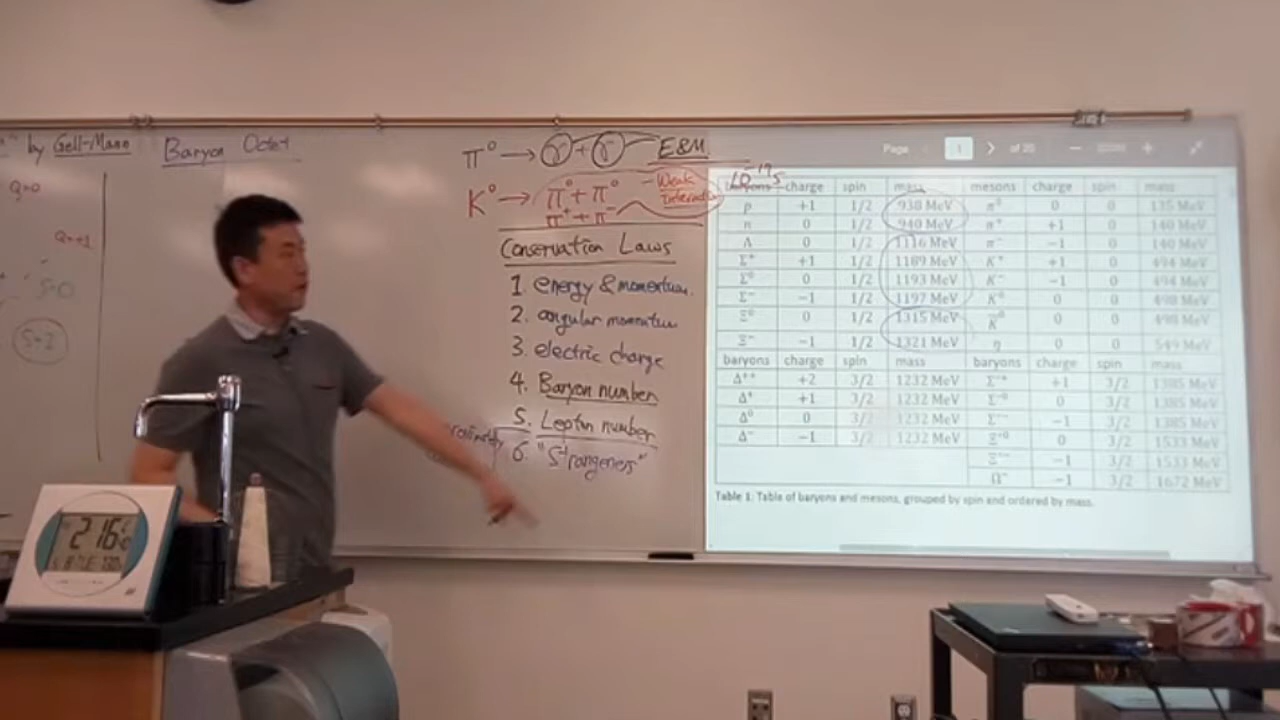 " by Gell-Mann
Q=0
Q=+1
S=0
S=2
Baryon Octet
π⁰ → γ + γ E&M
K⁰ → π⁰ + π⁰ Weak Interaction
π⁺ + π⁻
10⁻¹⁷ s
Conservation Laws
1. energy & momentum.
2. angular momentum
3. electric charge
4. Baryon number
5. Lepton number
6. "Strangeness"
Page 1 of 20
baryons charge spin mass mesons charge spin mass
p +1 1/2 938 MeV π⁰ 0 0 135 MeV
n 0 1/2 940 MeV π⁺ +1 0 140 MeV
Λ 0 1/2 1116 MeV π⁻ −1 0 140 MeV
Σ⁺ +1 1/2 1189 MeV K⁺ +1 0 494 MeV
Σ⁰ 0 1/2 1193 MeV K⁻ −1 0 494 MeV
Σ⁻ −1 1/2 1197 MeV K⁰ 0 0 498 MeV
Ξ⁰ 0 1/2 1315 MeV K̅⁰ 0 0 498 MeV
Ξ⁻ −1 1/2 1321 MeV η 0 0 549 MeV
baryons charge spin mass baryons charge spin mass
Δ⁺⁺ +2 3/2 1232 MeV Σ*⁺ +1 3/2 1385 MeV
Δ⁺ +1 3/2 1232 MeV Σ*⁰ 0 3/2 1385 MeV
Δ⁰ 0 3/2 1232 MeV Σ*⁻ −1 3/2 1385 MeV
Δ⁻ −1 3/2 1232 MeV Ξ*⁰ 0 3/2 1533 MeV
Ξ*⁻ −1 3/2 1533 MeV
Ω⁻ −1 3/2 1672 MeV
Table 1: Table of baryons and mesons, grouped by spin and ordered by mass.